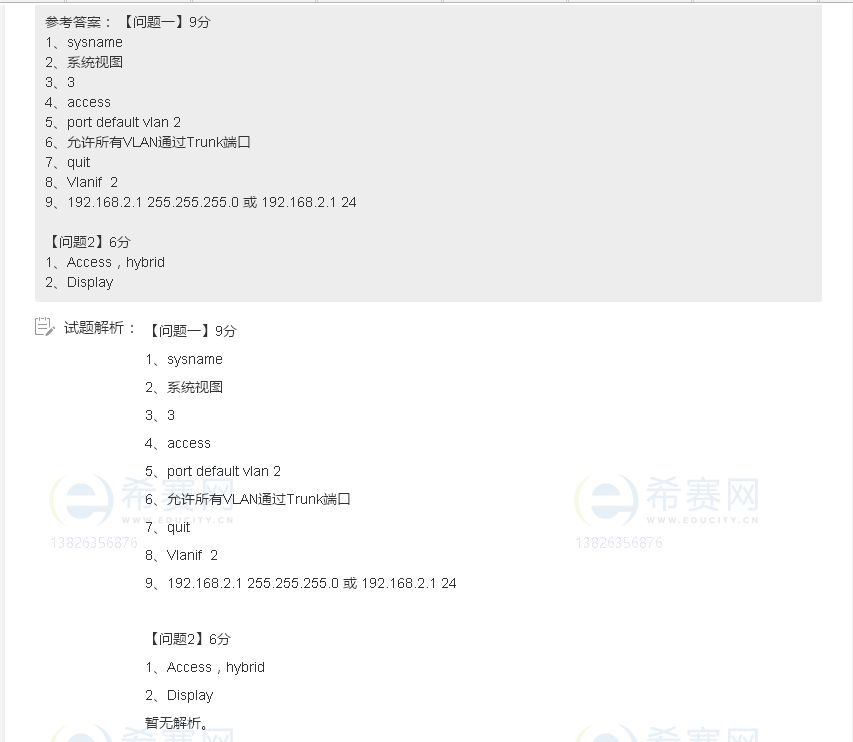 参考答案：【问题一】9分
1、sysname
2、系统视图
3、3
4、access
5、port default vlan 2
6、允许所有VLAN通过Trunk端口
7、quit
8、Vlanif 2
9、192.168.2.1 255.255.255.0 或 192.168.2.1 24
【问题2】6分
1、Access，hybrid
2、Display
试题解析：【问题一】9分
1、sysname
2、系统视图
3、3
4、access
5、port default vlan 2
6、允许所有VLAN通过Trunk端口
7、quit
8、Vlanif 2
9、192.168.2.1 255.255.255.0 或 192.168.2.1 24
【问题2】6分
1、Access，hybrid
2、Display
暂无解析。
希赛网
WWW.EDUCITY.CN
13826356876
希赛网
WWW.EDUCITY.CN
13826356876
希赛网
希赛网